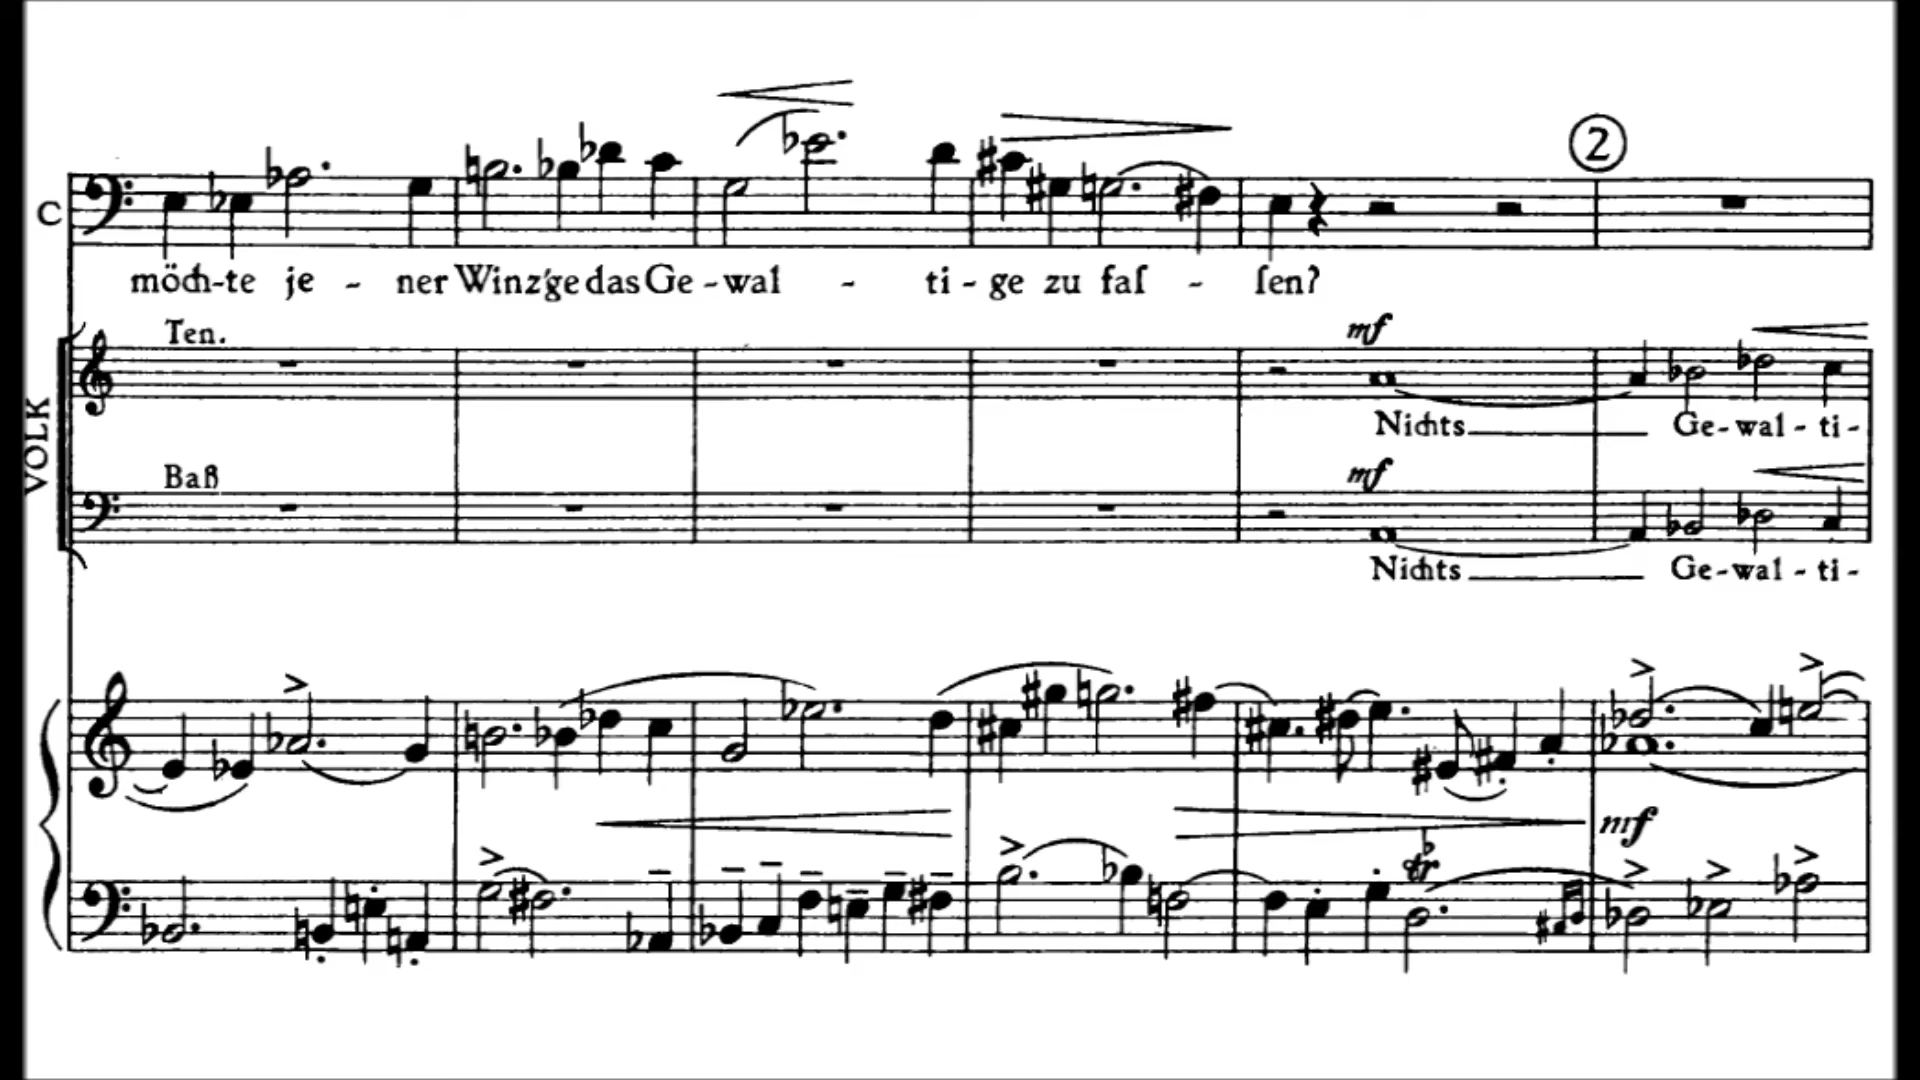 2
C
möch-te je - ner Winz'ge das Ge - wal - ti - ge zu faſ - ſen?
Ten.
mf
VOLK
Nichts Ge-wal-ti-
Baß
mf
Nichts Ge-wal-ti-
mf
tr